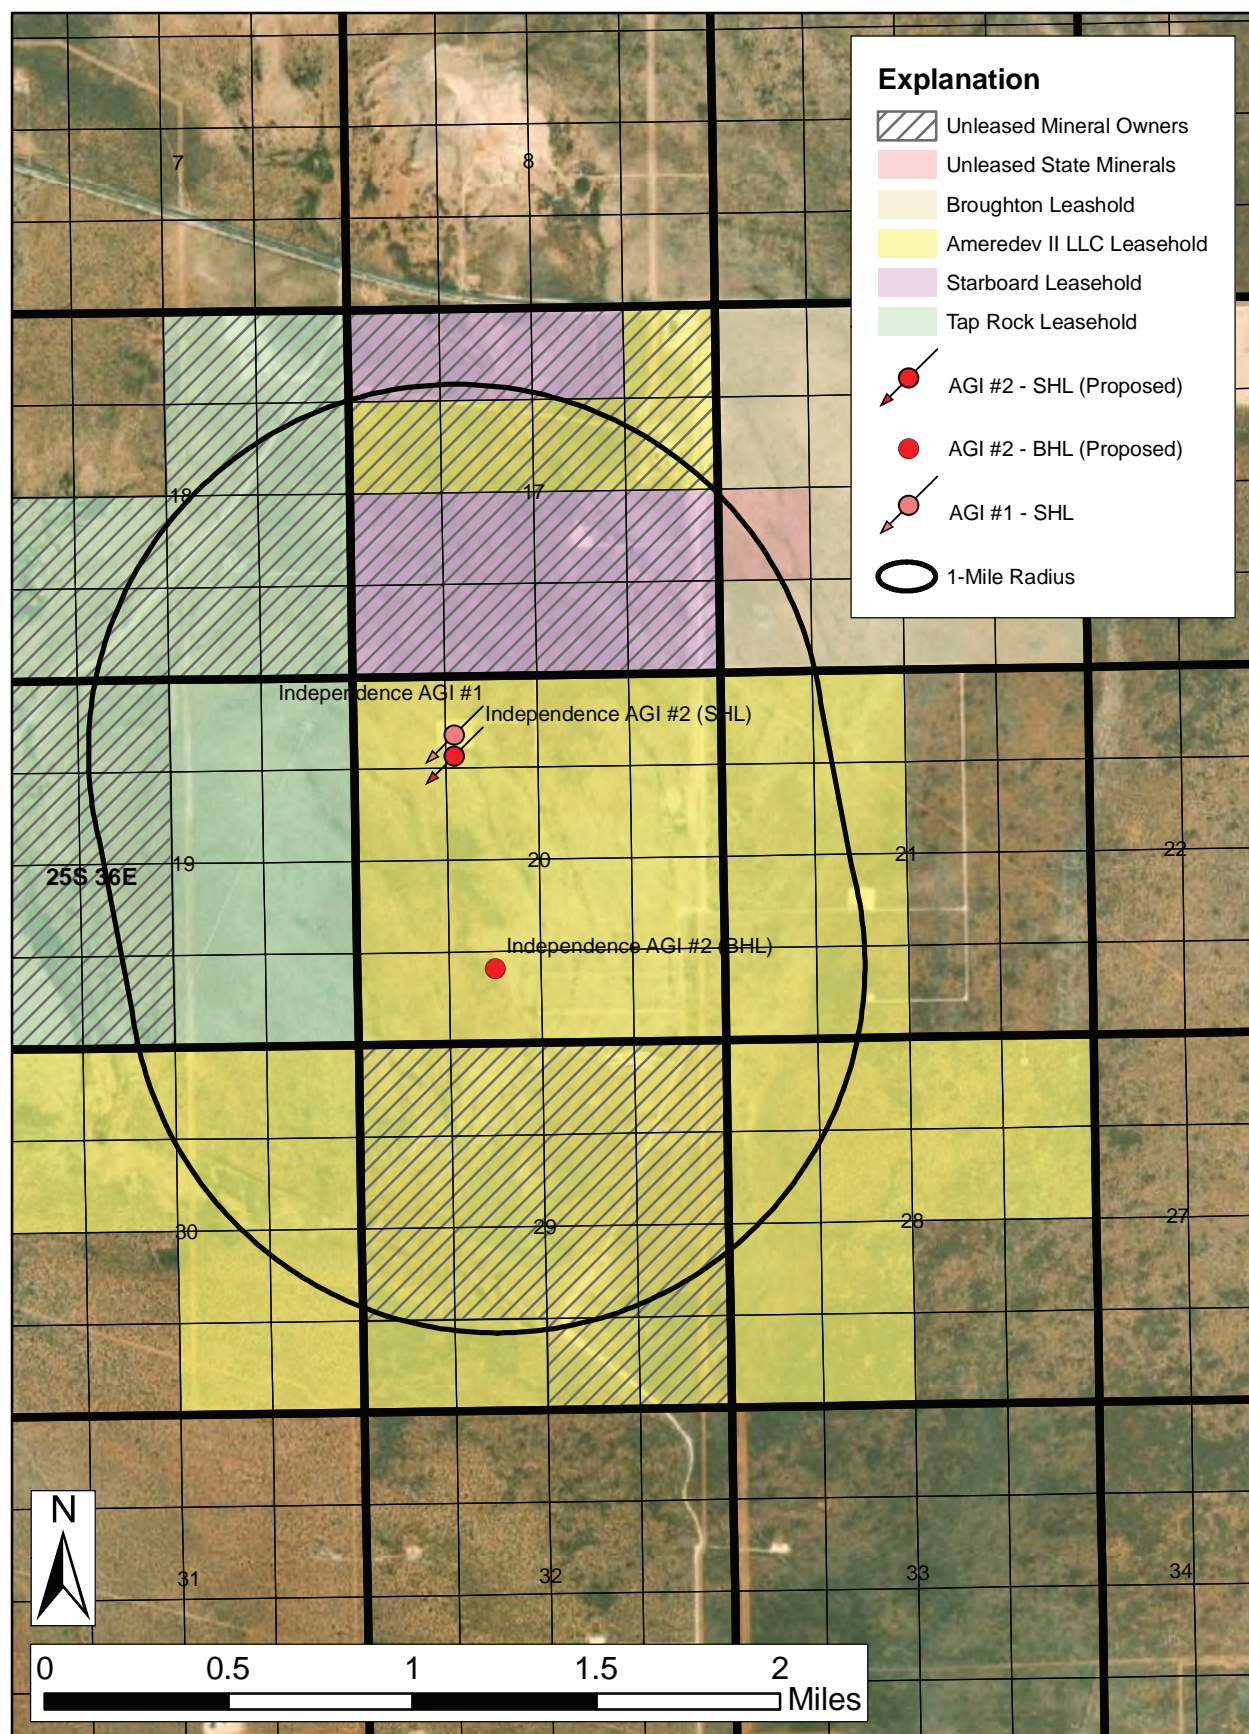 Explanation
Unleased Mineral Owners
Unleased State Minerals
Broughton Leashold
Ameredev II LLC Leasehold
Starboard Leasehold
Tap Rock Leasehold
AGI #2 - SHL (Proposed)
AGI #2 - BHL (Proposed)
AGI #1 - SHL
1-Mile Radius
7
8
18
17
Independence AGI #1
Independence AGI #2 (SHL)
19
20
21
22
25S 36E
Independence AGI #2 (BHL)
30
29
28
27
31
32
33
34
N
0 0.5 1 1.5 2
Miles